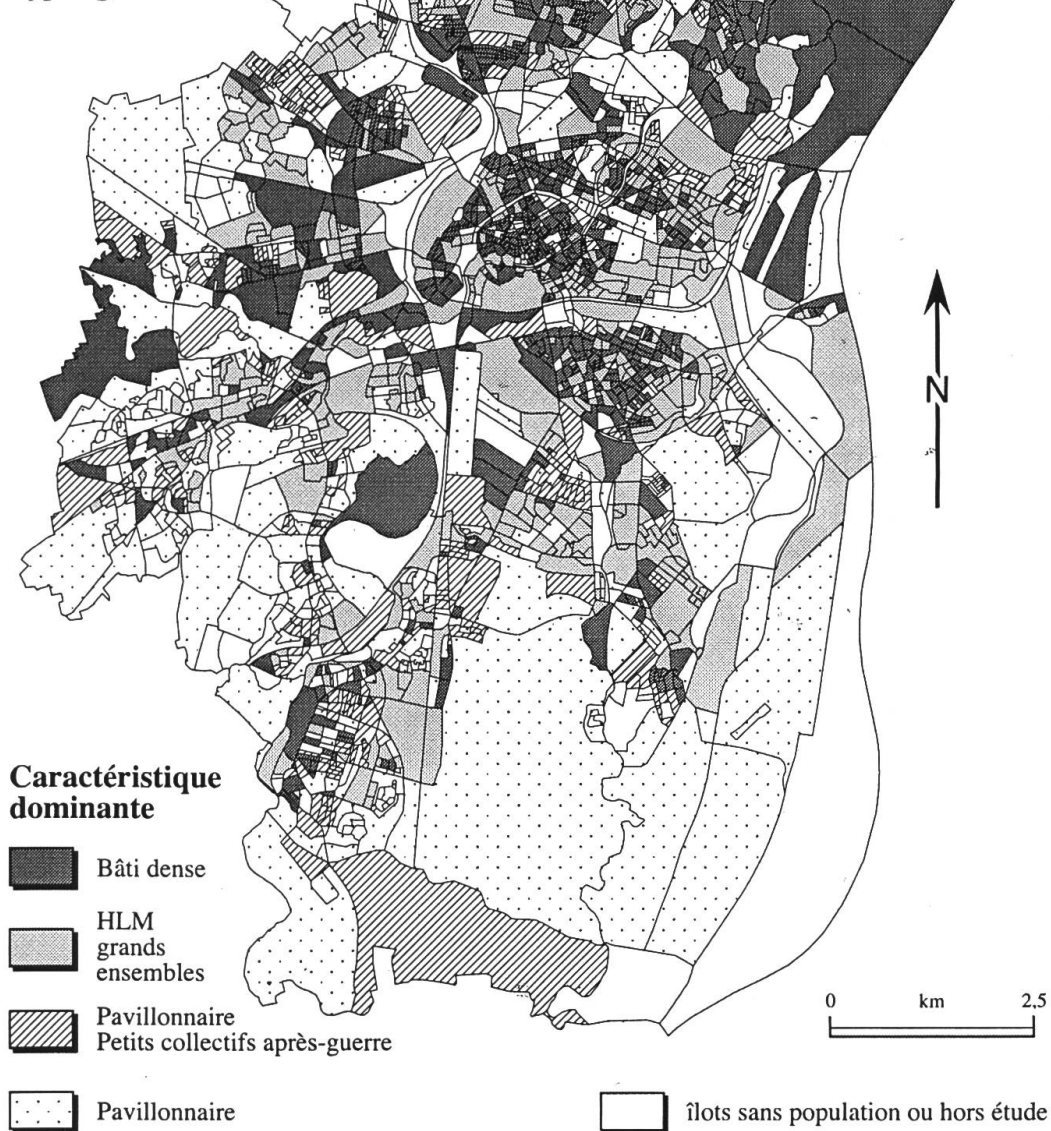 N
Caractéristique
dominante
Bâti dense
HLM
grands
ensembles
Pavillonnaire
Petits collectifs après-guerre
Pavillonnaire
0 km 2,5
îlots sans population ou hors étude